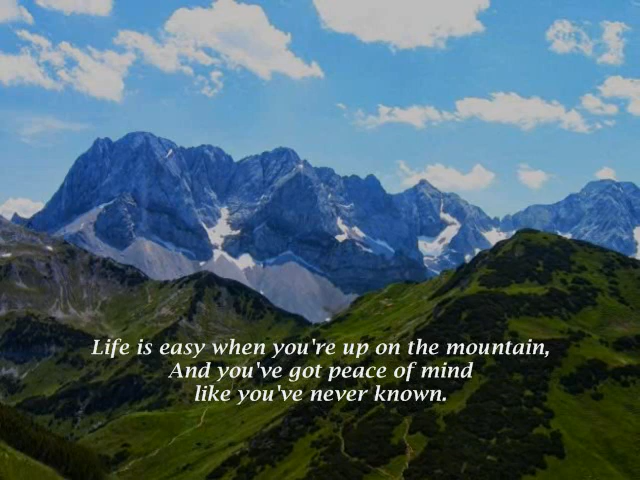 Life is easy when you're up on the mountain,
And you've got peace of mind
like you've never known.